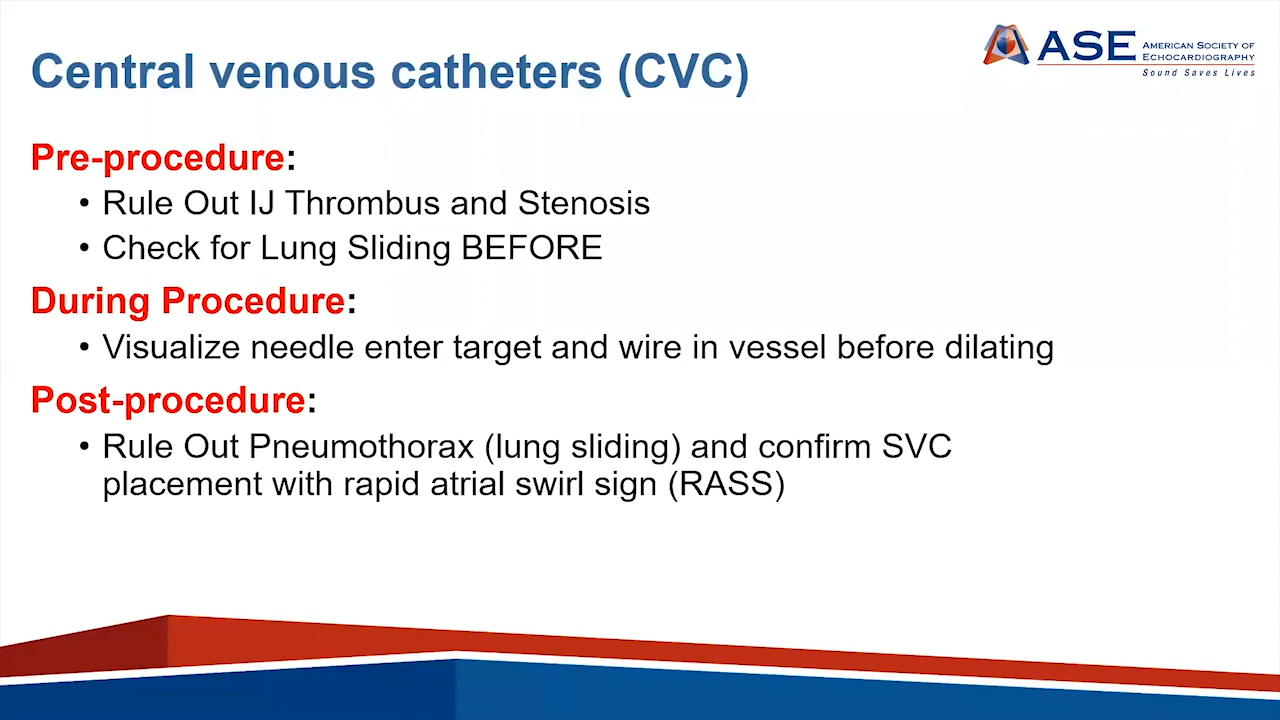 Central venous catheters (CVC)
ASE AMERICAN SOCIETY OF
ECHOCARDIOGRAPHY
Sound Saves Lives
Pre-procedure:
• Rule Out IJ Thrombus and Stenosis
• Check for Lung Sliding BEFORE
During Procedure:
• Visualize needle enter target and wire in vessel before dilating
Post-procedure:
• Rule Out Pneumothorax (lung sliding) and confirm SVC
placement with rapid atrial swirl sign (RASS)